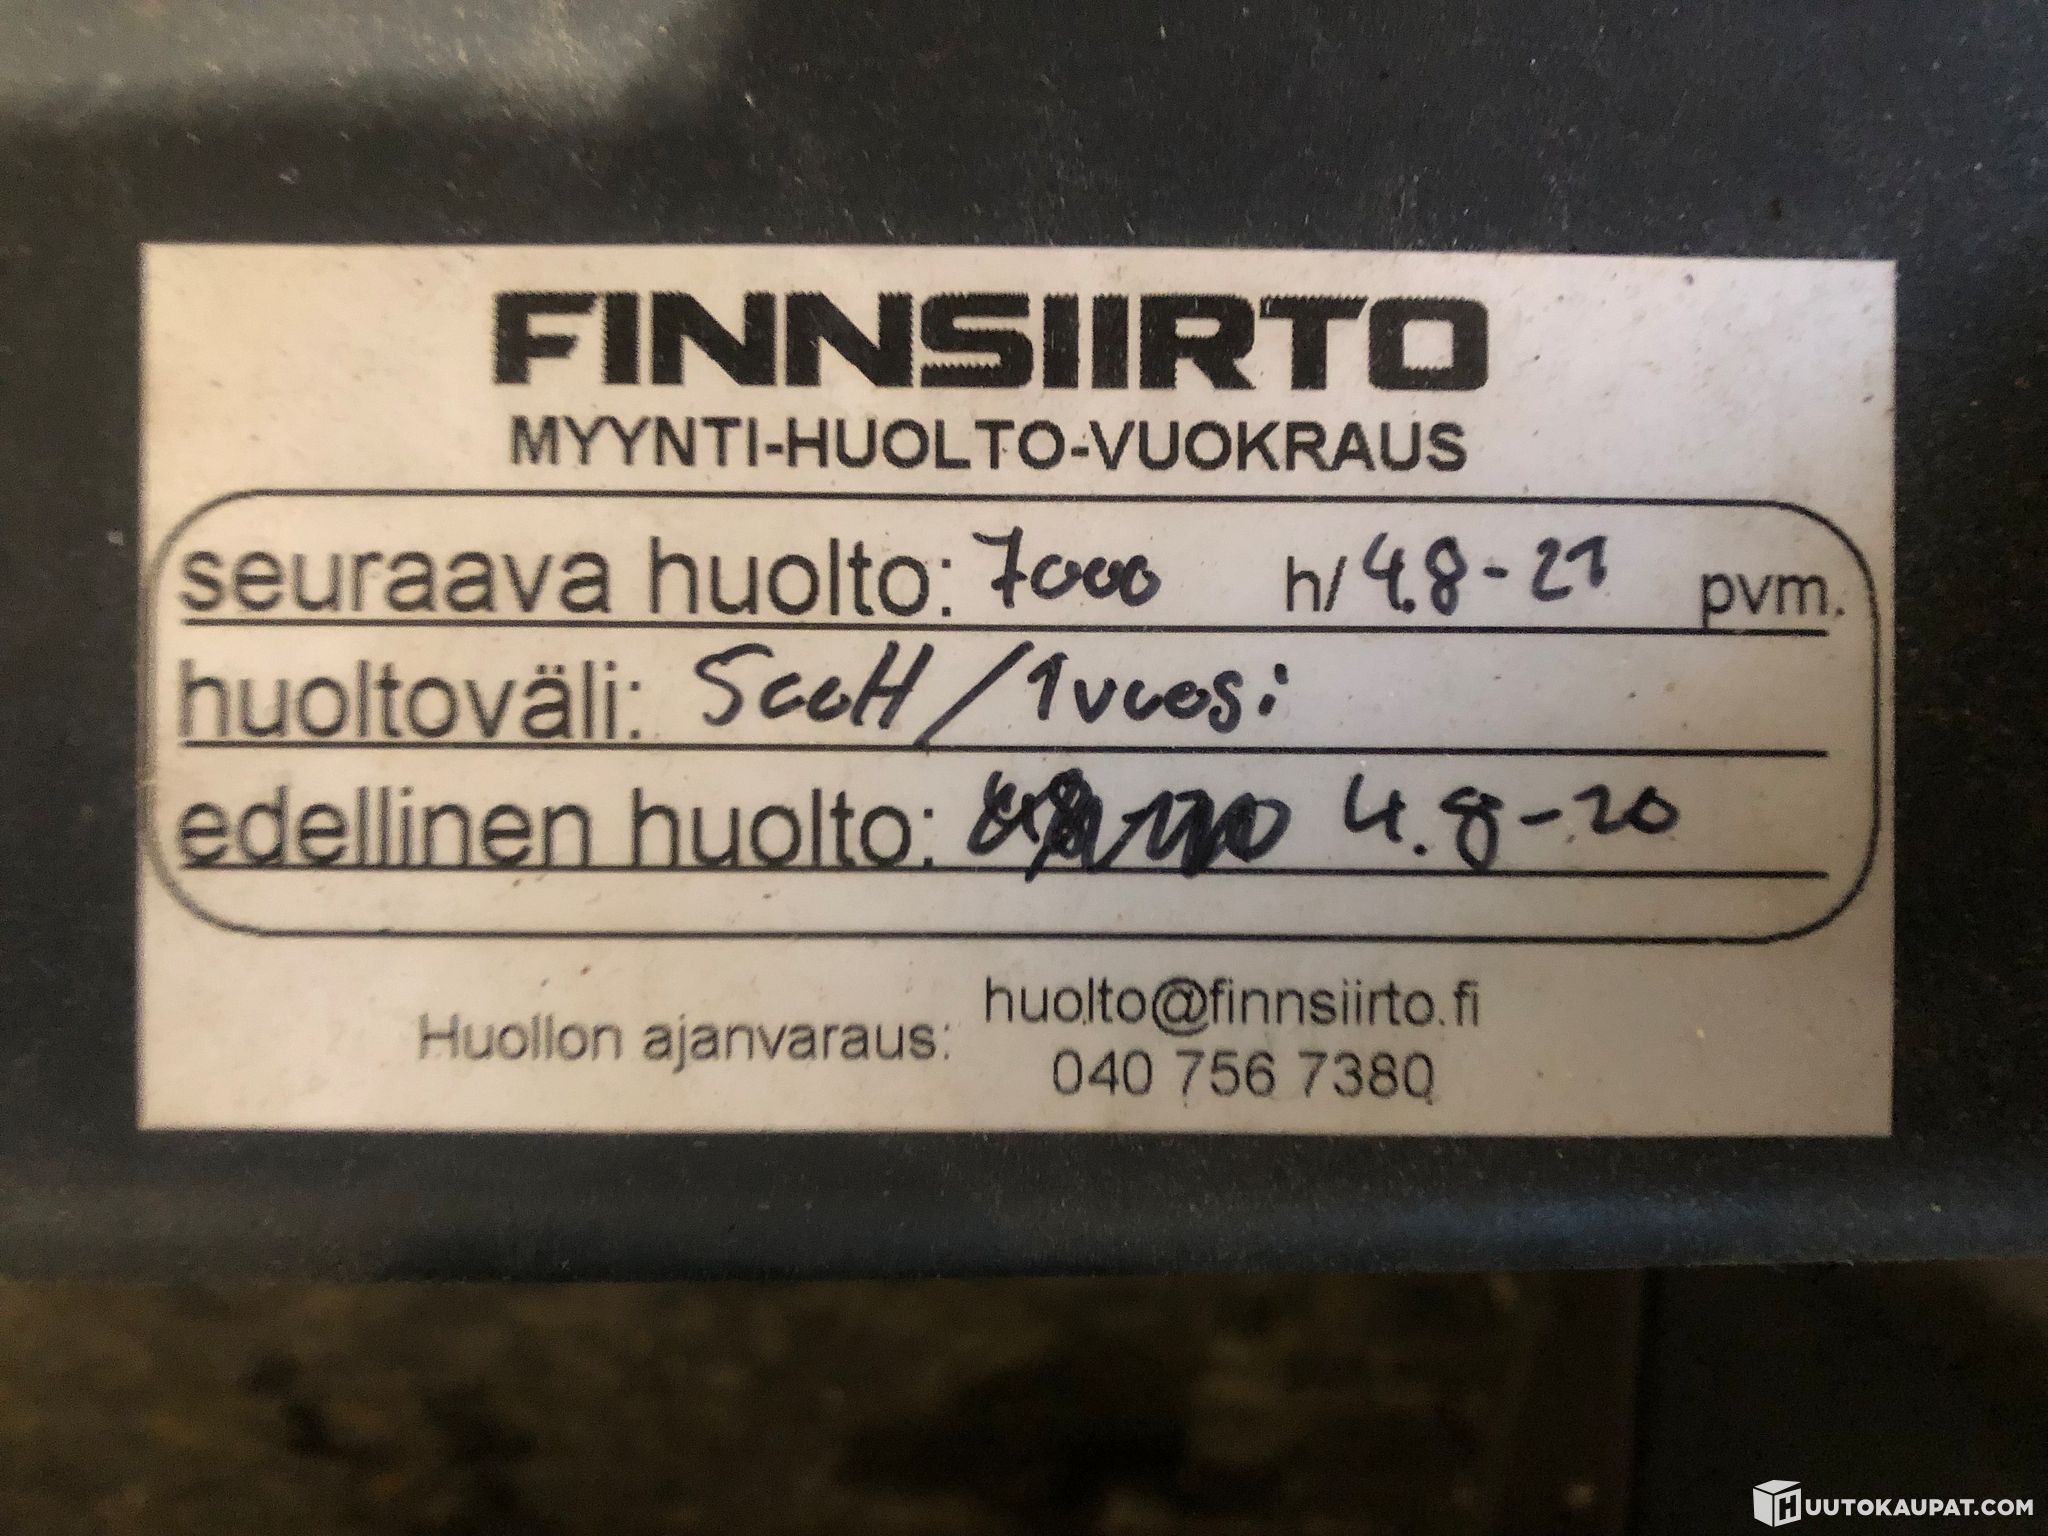 FINNSIIRTO
MYYNTI-HUOLTO-VUOKRAUS
seuraava huolto: 7000 h/ 4.8-21 pvm.
huoltoväli: 500H/1vuosi
edellinen huolto: 4.8-20
Huollon ajanvaraus:
huolto@finnsiirto.fi
040 756 7380
HUUTOKAUPAT.COM